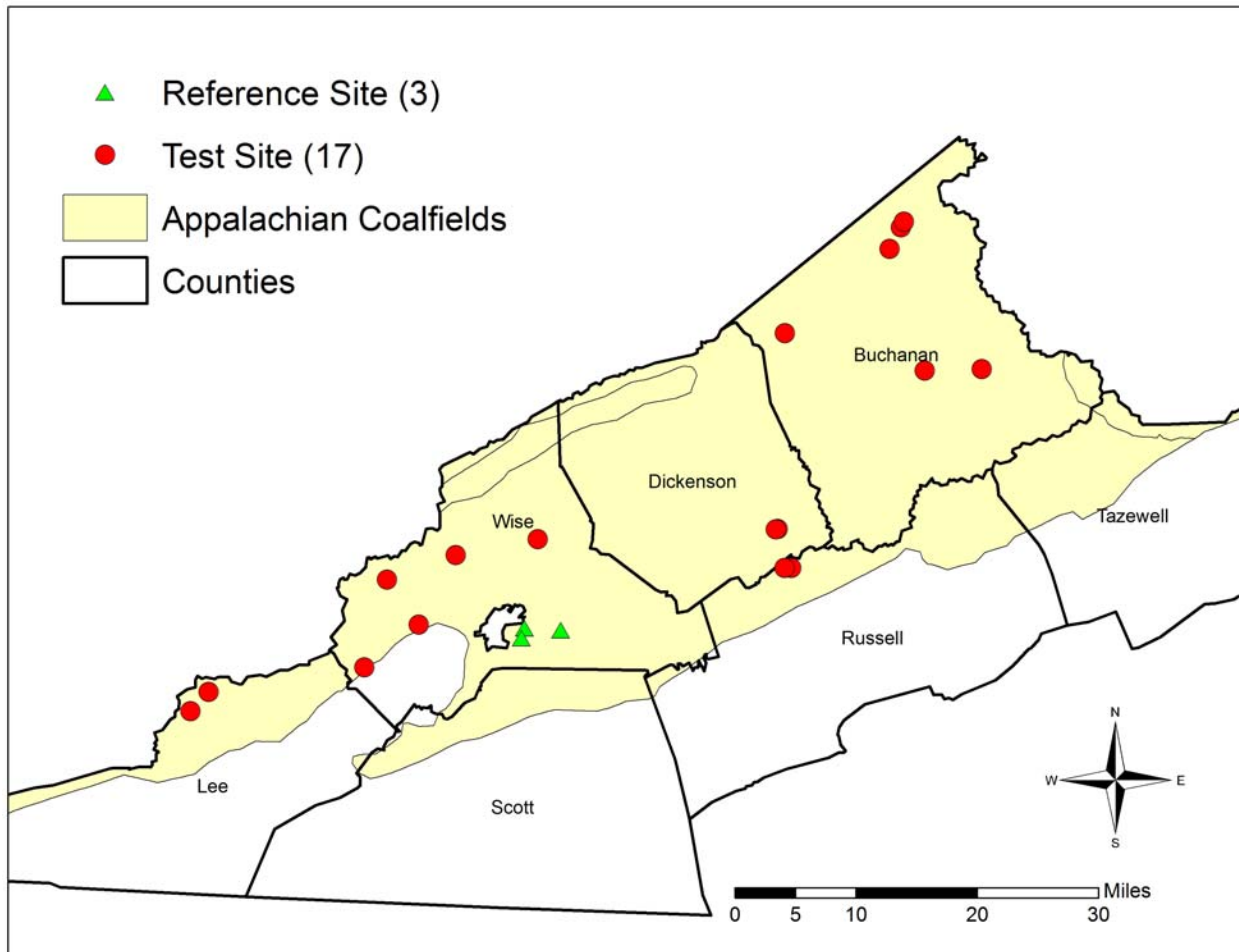 Reference Site (3)
Test Site (17)
Appalachian Coalfields
Counties
Buchanan
Dickenson
Wise
Tazewell
Russell
Lee
Scott
N
W E
S
Miles
0 5 10 20 30